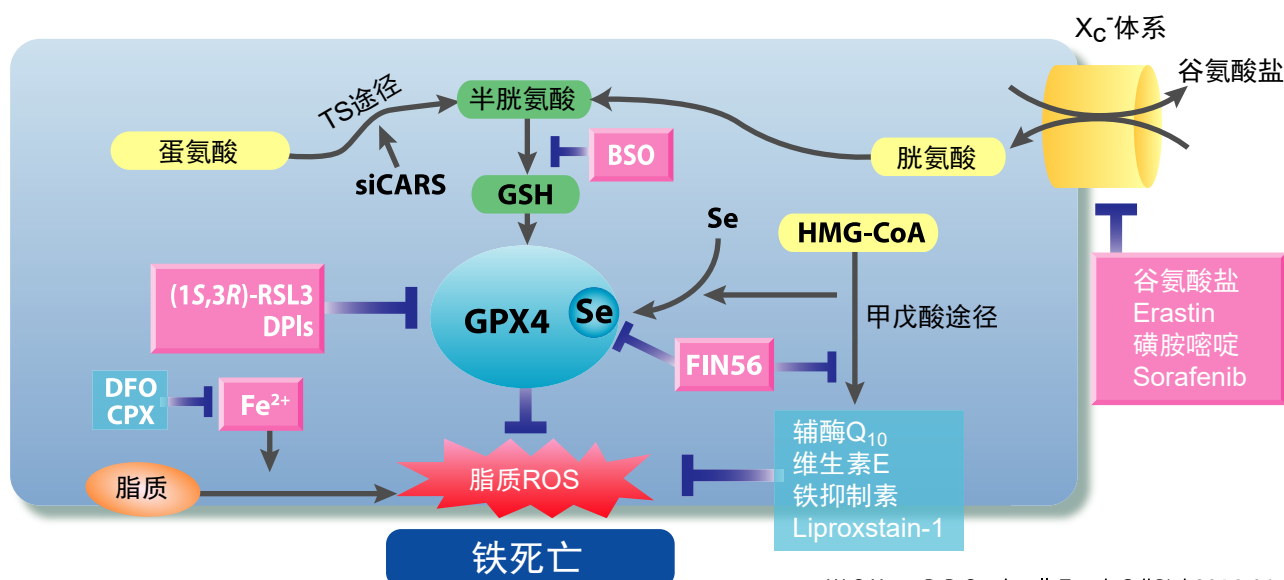 Xc⁻体系
谷氨酸盐
TS途径
半胱氨酸
蛋氨酸
BSO
胱氨酸
siCARS
GSH
Se
HMG-CoA
(1S,3R)-RSL3
DPIs
GPX4
Se
甲戊酸途径
谷氨酸盐
Erastin
磺胺嘧啶
Sorafenib
FIN56
DFO
CPX
Fe²⁺
辅酶Q₁₀
维生素E
铁抑制素
Liproxstain-1
脂质
脂质ROS
铁死亡